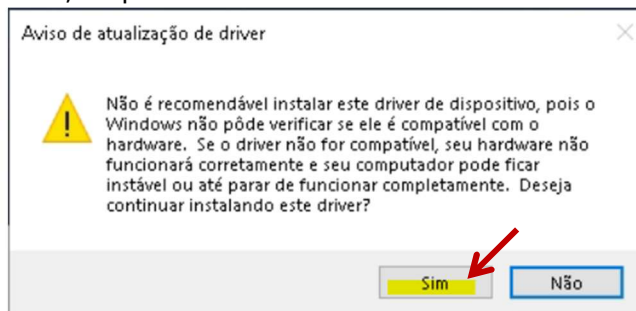 Aviso de atualização de driver
Não é recomendável instalar este driver de dispositivo, pois o
Windows não pôde verificar se ele é compatível com o
hardware. Se o driver não for compatível, seu hardware não
funcionará corretamente e seu computador pode ficar
instável ou até parar de funcionar completamente. Deseja
continuar instalando este driver?
Sim Não